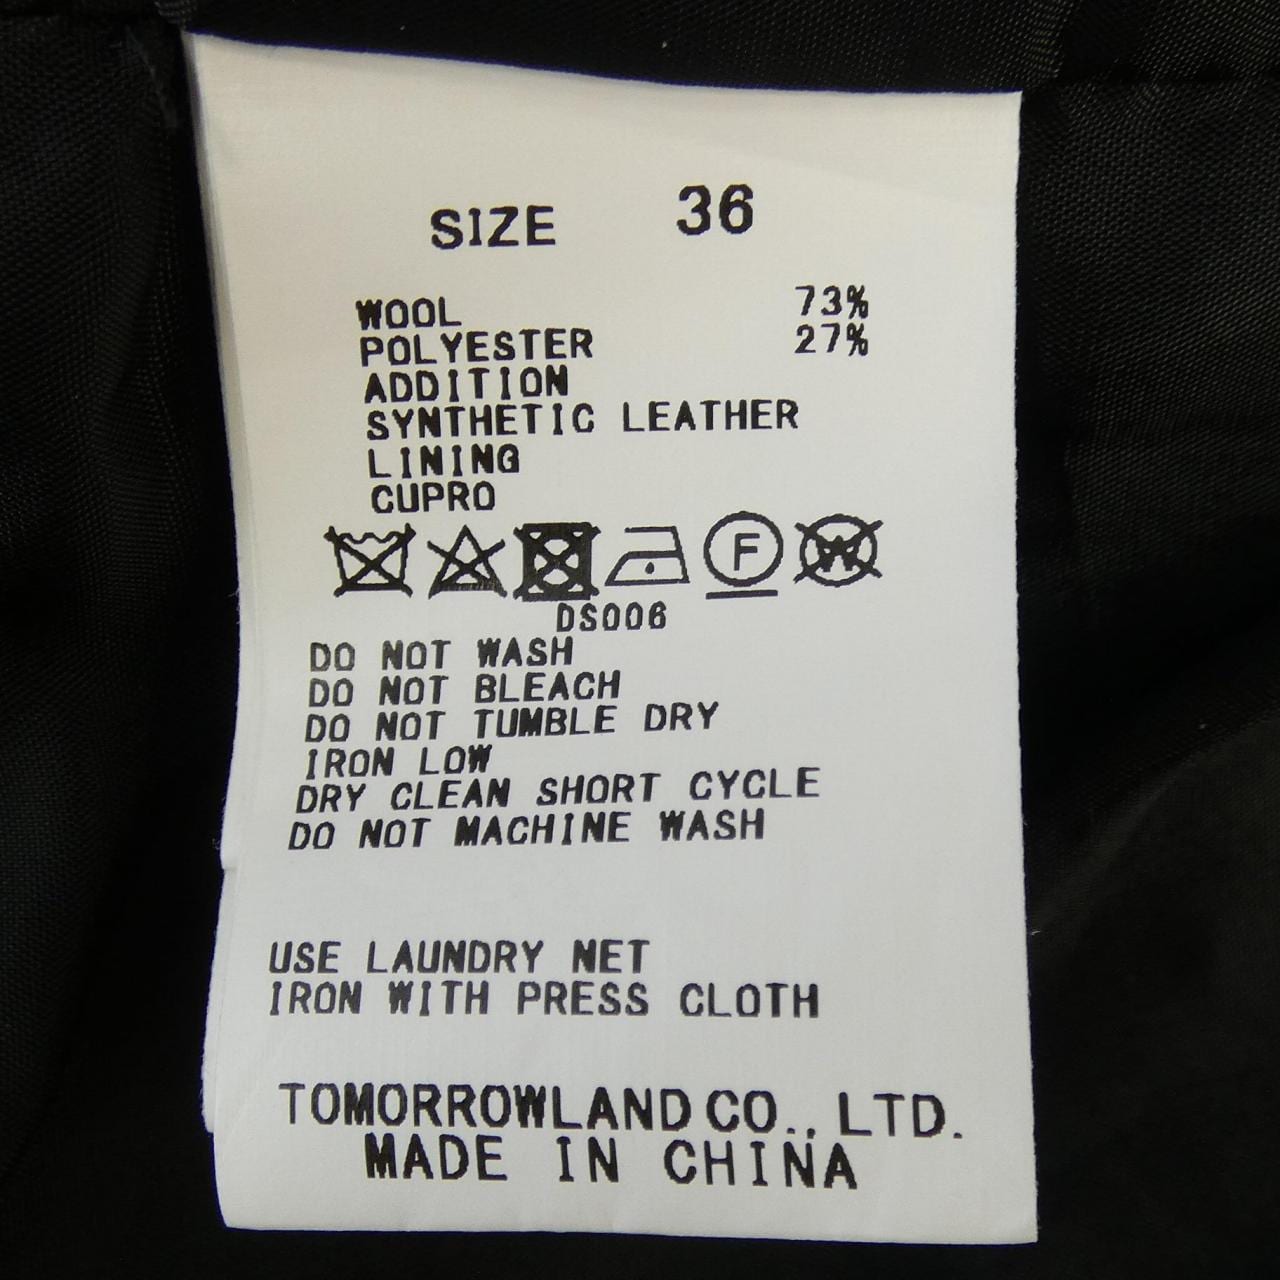 SIZE 36
WOOL 73%
POLYESTER 27%
ADDITION
SYNTHETIC LEATHER
LINING
CUPRO
F W
DS006
DO NOT WASH
DO NOT BLEACH
DO NOT TUMBLE DRY
IRON LOW
DRY CLEAN SHORT CYCLE
DO NOT MACHINE WASH
USE LAUNDRY NET
IRON WITH PRESS CLOTH
TOMORROWLAND CO., LTD.
MADE IN CHINA